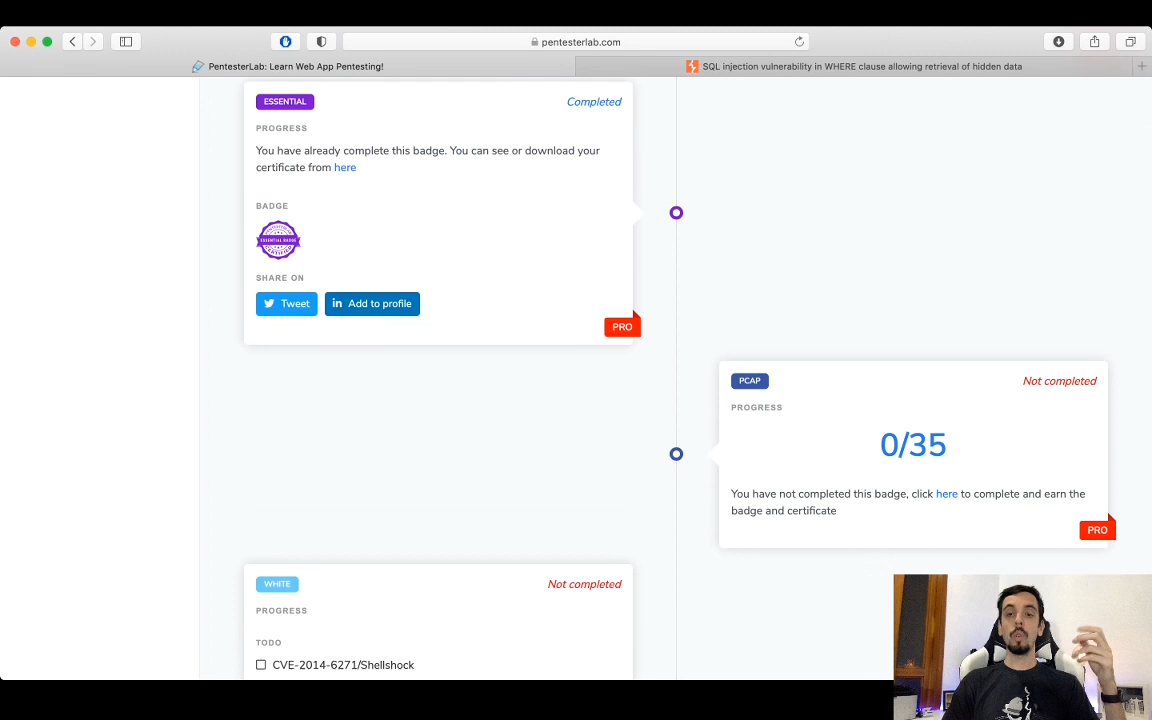 pentesterlab.com
PentesterLab: Learn Web App Pentesting!
SQL injection vulnerability in WHERE clause allowing retrieval of hidden data
ESSENTIAL
Completed
PROGRESS
You have already complete this badge. You can see or download your
certificate from here
BADGE
ESSENTIAL BADGE
SHARE ON
Tweet
Add to profile
PRO
PCAP
Not completed
PROGRESS
0/35
You have not completed this badge, click here to complete and earn the
badge and certificate
PRO
WHITE
Not completed
PROGRESS
TODO
CVE-2014-6271/Shellshock